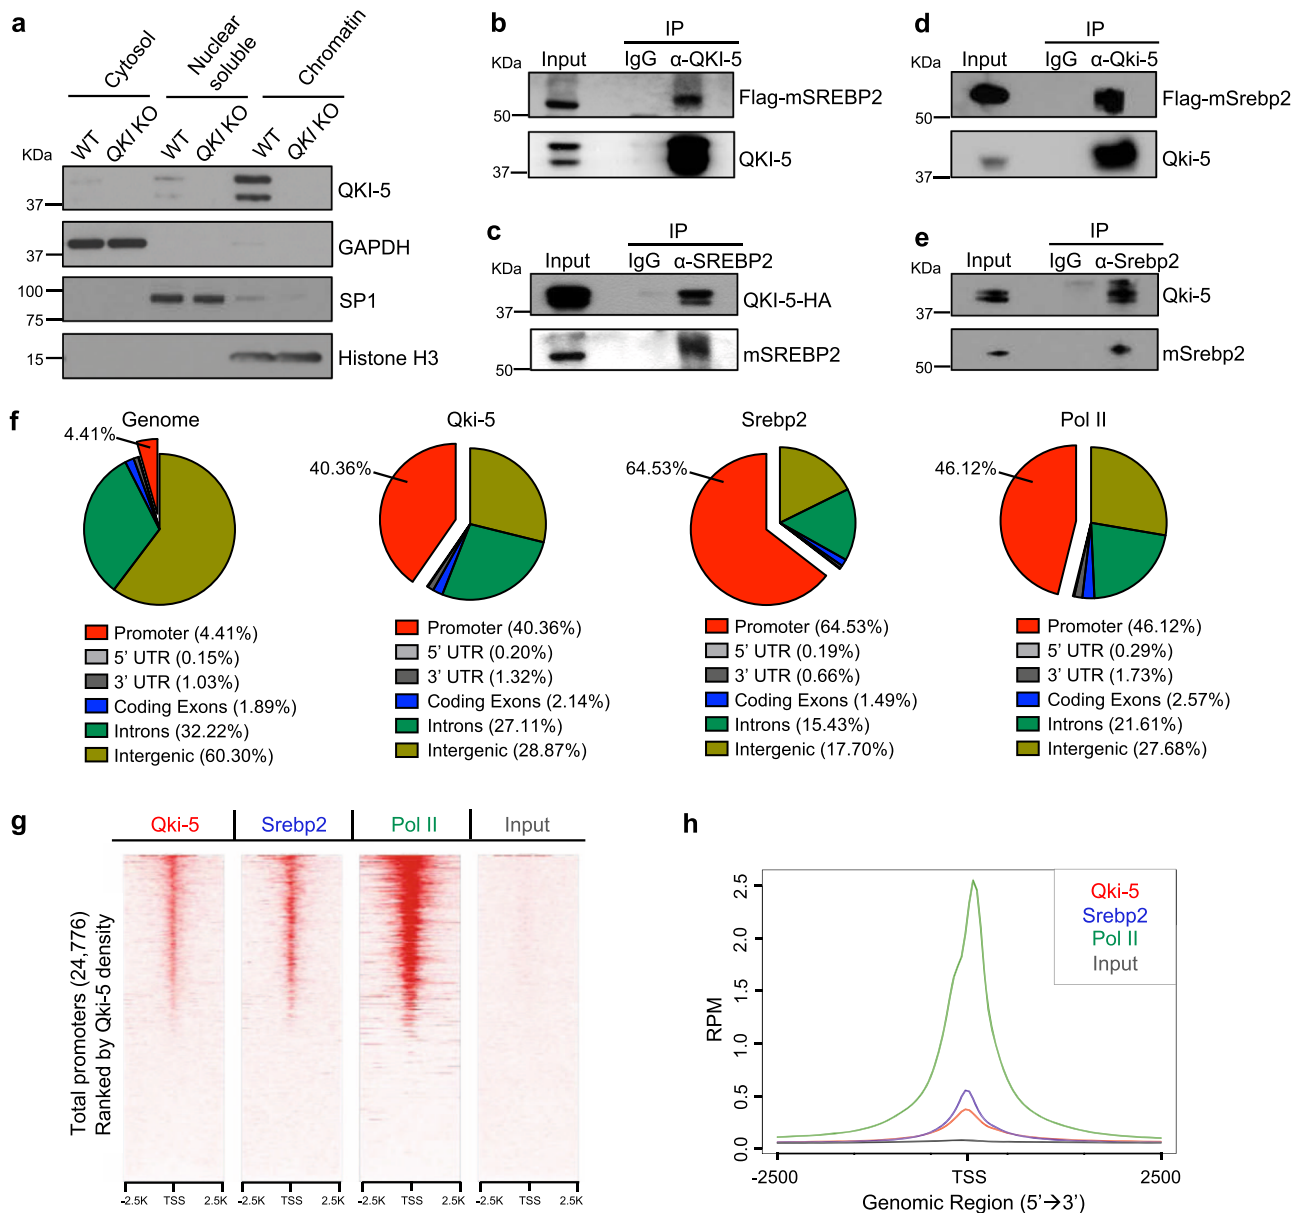 a
Cytosol
Nuclear soluble
Chromatin
WT
QKI KO
WT
QKI KO
WT
QKI KO
KDa
37
QKI-5
37
GAPDH
100
75
SP1
15
Histone H3
b
IP
Input
IgG α-QKI-5
KDa
50
Flag-mSREBP2
37
QKI-5
c
IP
Input
IgG α-SREBP2
KDa
37
QKI-5-HA
50
mSREBP2
d
IP
Input
IgG α-Qki-5
KDa
50
Flag-mSrebp2
37
Qki-5
e
IP
Input
IgG α-Srebp2
KDa
37
Qki-5
50
mSrebp2
f
Genome
4.41%
Promoter (4.41%)
5' UTR (0.15%)
3' UTR (1.03%)
Coding Exons (1.89%)
Introns (32.22%)
Intergenic (60.30%)
Qki-5
40.36%
Promoter (40.36%)
5' UTR (0.20%)
3' UTR (1.32%)
Coding Exons (2.14%)
Introns (27.11%)
Intergenic (28.87%)
Srebp2
64.53%
Promoter (64.53%)
5' UTR (0.19%)
3' UTR (0.66%)
Coding Exons (1.49%)
Introns (15.43%)
Intergenic (17.70%)
Pol II
46.12%
Promoter (46.12%)
5' UTR (0.29%)
3' UTR (1.73%)
Coding Exons (2.57%)
Introns (21.61%)
Intergenic (27.68%)
g
Qki-5 Srebp2 Pol II Input
Total promoters (24,776)
Ranked by Qki-5 density
-2.5K TSS 2.5K
-2.5K TSS 2.5K
-2.5K TSS 2.5K
-2.5K TSS 2.5K
h
Qki-5
Srebp2
Pol II
Input
RPM
2.5
2.0
1.5
1.0
0.5
0.0
-2500 TSS 2500
Genomic Region (5'→3')